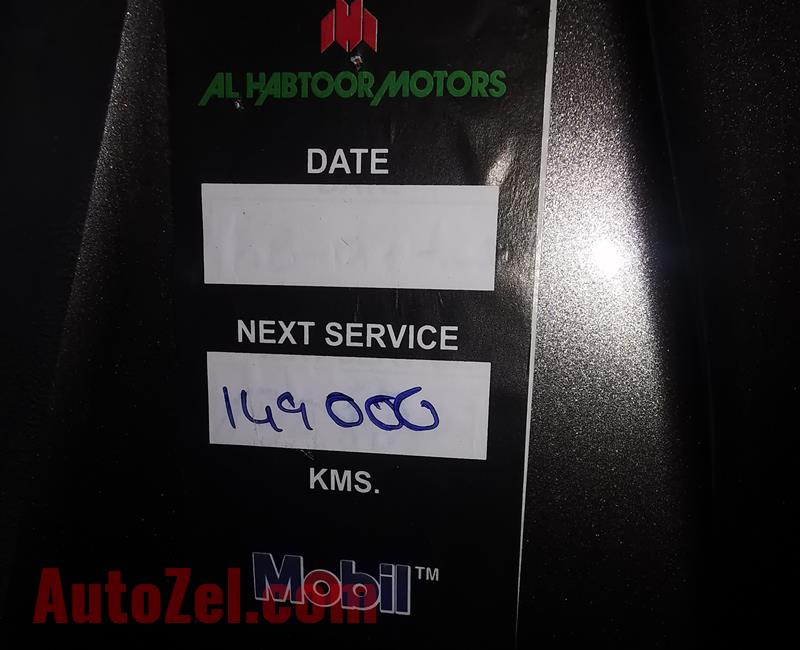 AL HABTOOR MOTORS
DATE
NEXT SERVICE
149000
KMS.
Mobil™
AutoZel.com